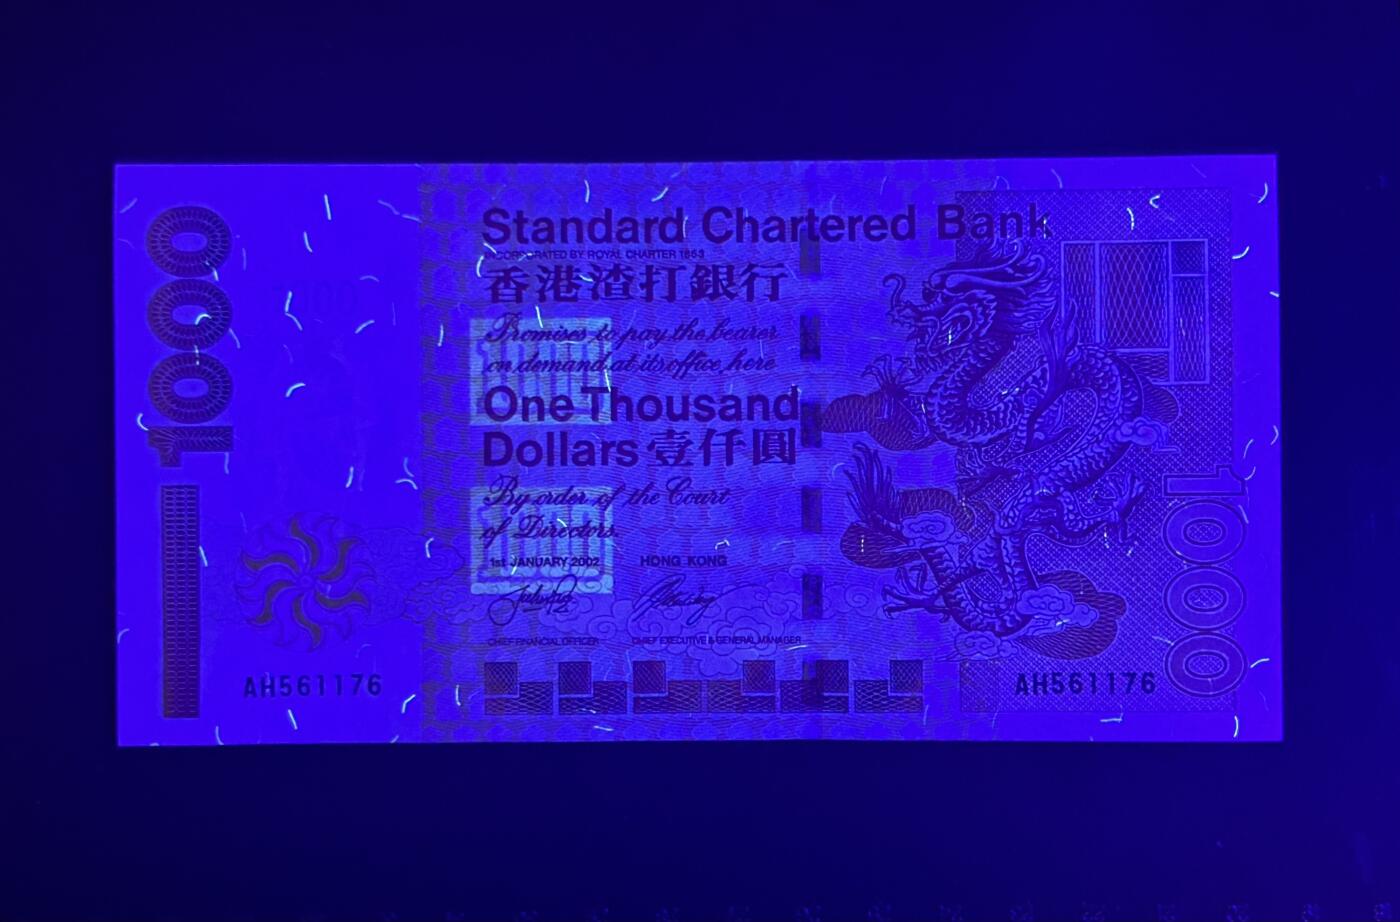 1000
Standard Chartered Bank
INCORPORATED BY ROYAL CHARTER 1853
香港渣打銀行
Promises to pay the bearer
on demand at its office here
One Thousand
Dollars 壹仟圓
By order of the Court
of Directors.
1st JANUARY 2002 HONG KONG
CHIEF FINANCIAL OFFICER CHIEF EXECUTIVE & GENERAL MANAGER
AH561176 AH561176
1000